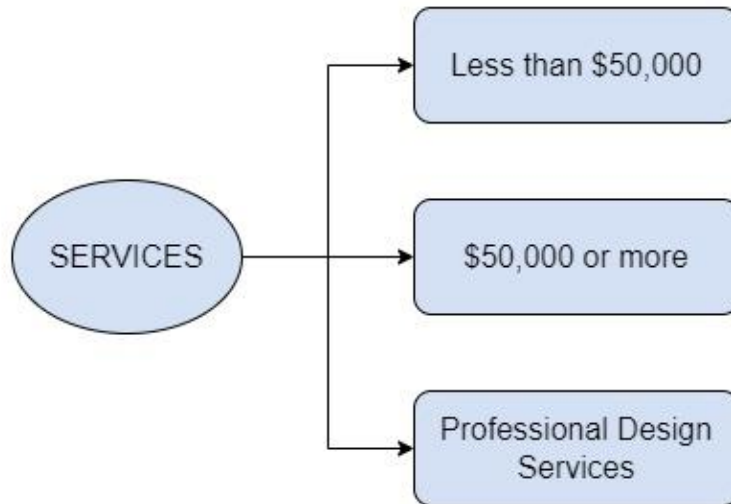 Less than $50,000
SERVICES
$50,000 or more
Professional Design
Services